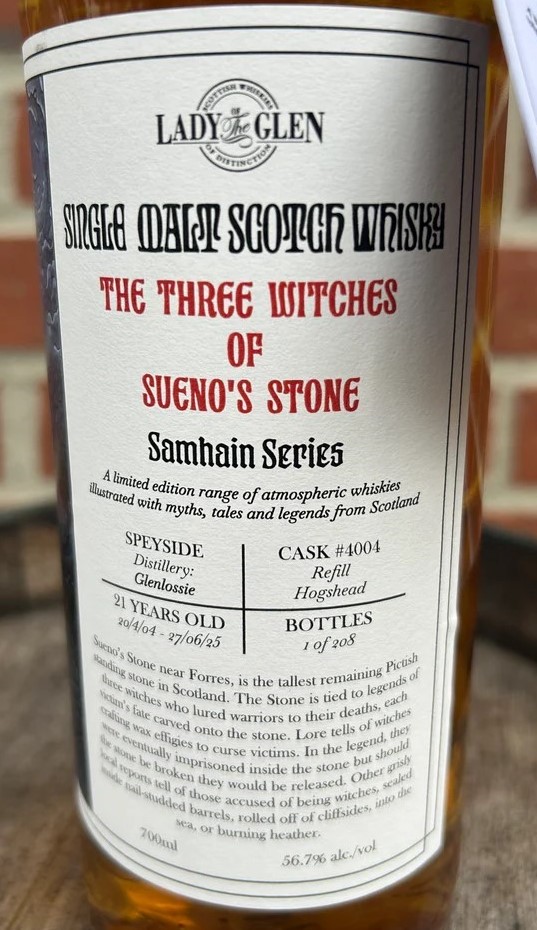 SCOTTISH WHISKIES
LADY OF The GLEN
OF DISTINCTION
SINGLE MALT SCOTCH WHISKY
THE THREE WITCHES
OF
SUENO'S STONE
Samhain Series
A limited edition range of atmospheric whiskies
illustrated with myths, tales and legends from Scotland
SPEYSIDE
Distillery:
Glenlossie
CASK #4004
Refill
Hogshead
21 YEARS OLD
20/4/04 - 27/06/25
BOTTLES
1 of 208
Sueno's Stone near Forres, is the tallest remaining Pictish
standing stone in Scotland. The Stone is tied to legends of
three witches who lured warriors to their deaths, each
victim's fate carved onto the stone. Lore tells of witches
crafting wax effigies to curse victims. In the legend, they
were eventually imprisoned inside the stone but should
the stone be broken they would be released. Other grisly
local reports tell of those accused of being witches, sealed
inside nail-studded barrels, rolled off of cliffsides, into the
sea, or burning heather.
700ml
56.7% alc./vol